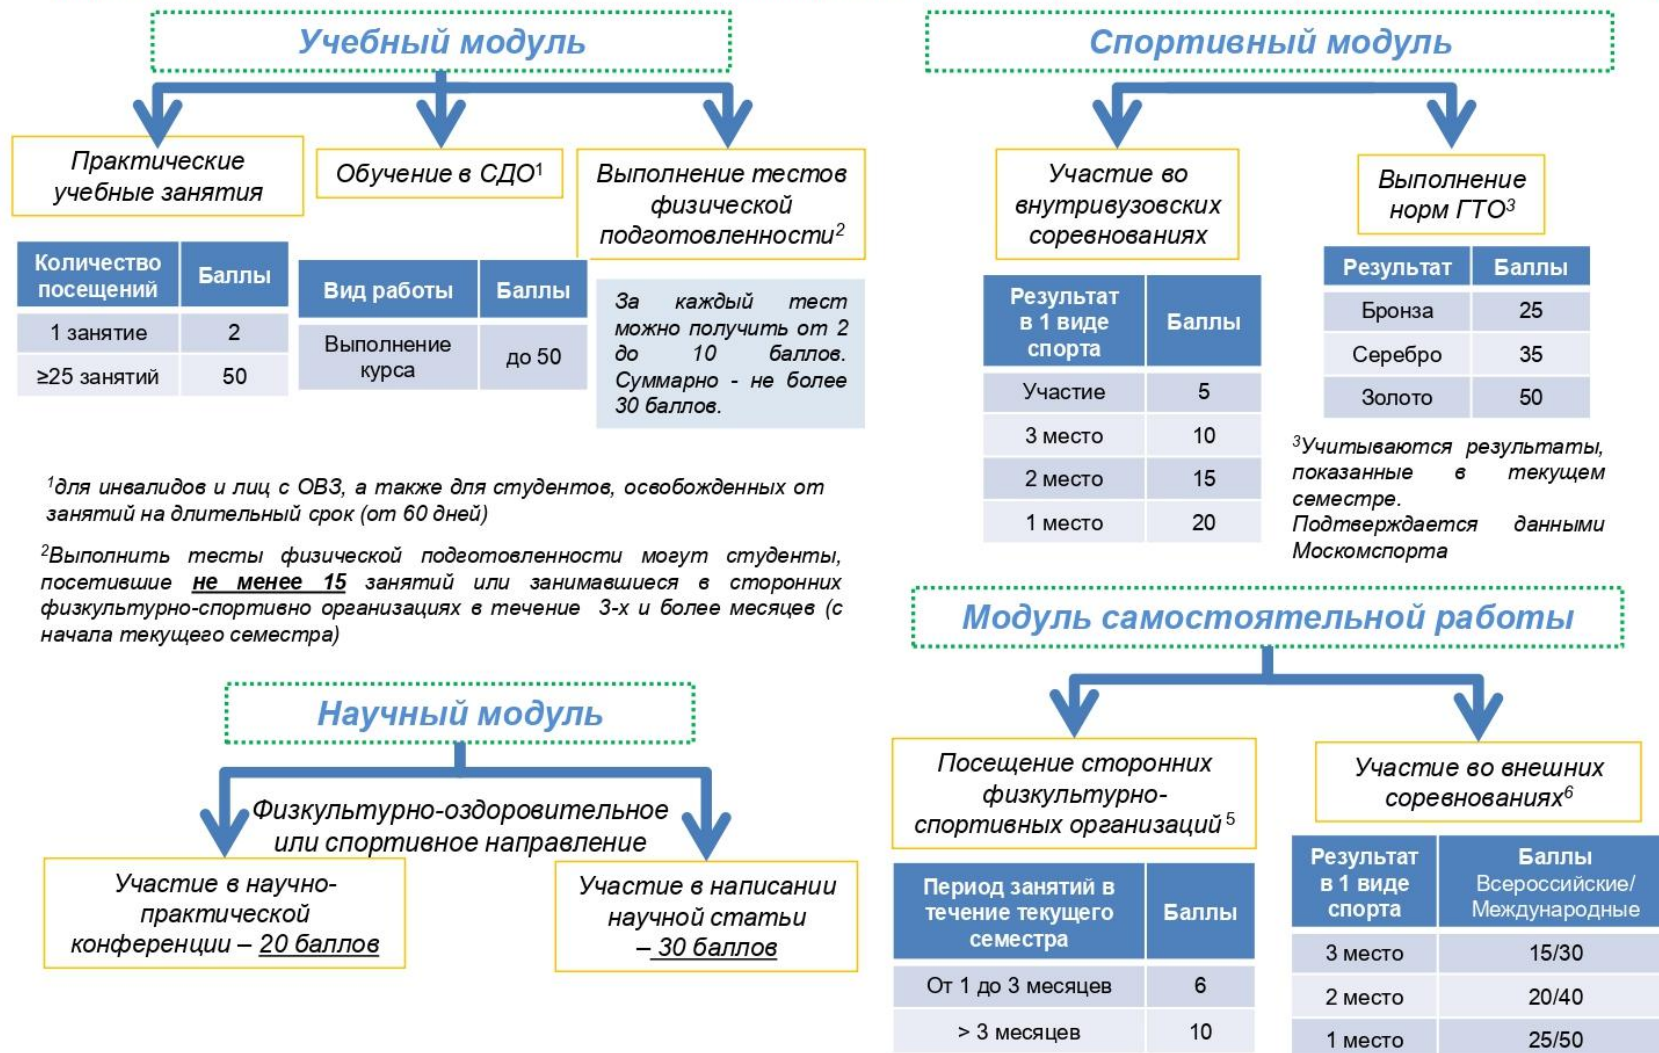 Учебный модуль
Практические
учебные занятия
Обучение в СДО¹
Выполнение тестов
физической
подготовленности²
Количество посещений Баллы
1 занятие 2
≥25 занятий 50
Вид работы Баллы
Выполнение курса до 50
За каждый тест
можно получить от 2
до 10 баллов.
Суммарно - не более
30 баллов.
¹для инвалидов и лиц с ОВЗ, а также для студентов, освобожденных от
занятий на длительный срок (от 60 дней)
²Выполнить тесты физической подготовленности могут студенты,
посетившие не менее 15 занятий или занимавшиеся в сторонних
физкультурно-спортивно организациях в течение 3-х и более месяцев (с
начала текущего семестра)
Научный модуль
Физкультурно-оздоровительное
или спортивное направление
Участие в научно-
практической
конференции – 20 баллов
Участие в написании
научной статьи
– 30 баллов
Спортивный модуль
Участие во
внутривузовских
соревнованиях
Результат в 1 виде спорта Баллы
Участие 5
3 место 10
2 место 15
1 место 20
Выполнение
норм ГТО³
Результат Баллы
Бронза 25
Серебро 35
Золото 50
³Учитываются результаты,
показанные в текущем
семестре.
Подтверждается данными
Москомспорта
Модуль самостоятельной работы
Посещение сторонних
физкультурно-
спортивных организаций ⁵
Период занятий в течение текущего семестра Баллы
От 1 до 3 месяцев 6
> 3 месяцев 10
Участие во внешних
соревнованиях⁶
Результат в 1 виде спорта Баллы Всероссийские/ Международные
3 место 15/30
2 место 20/40
1 место 25/50